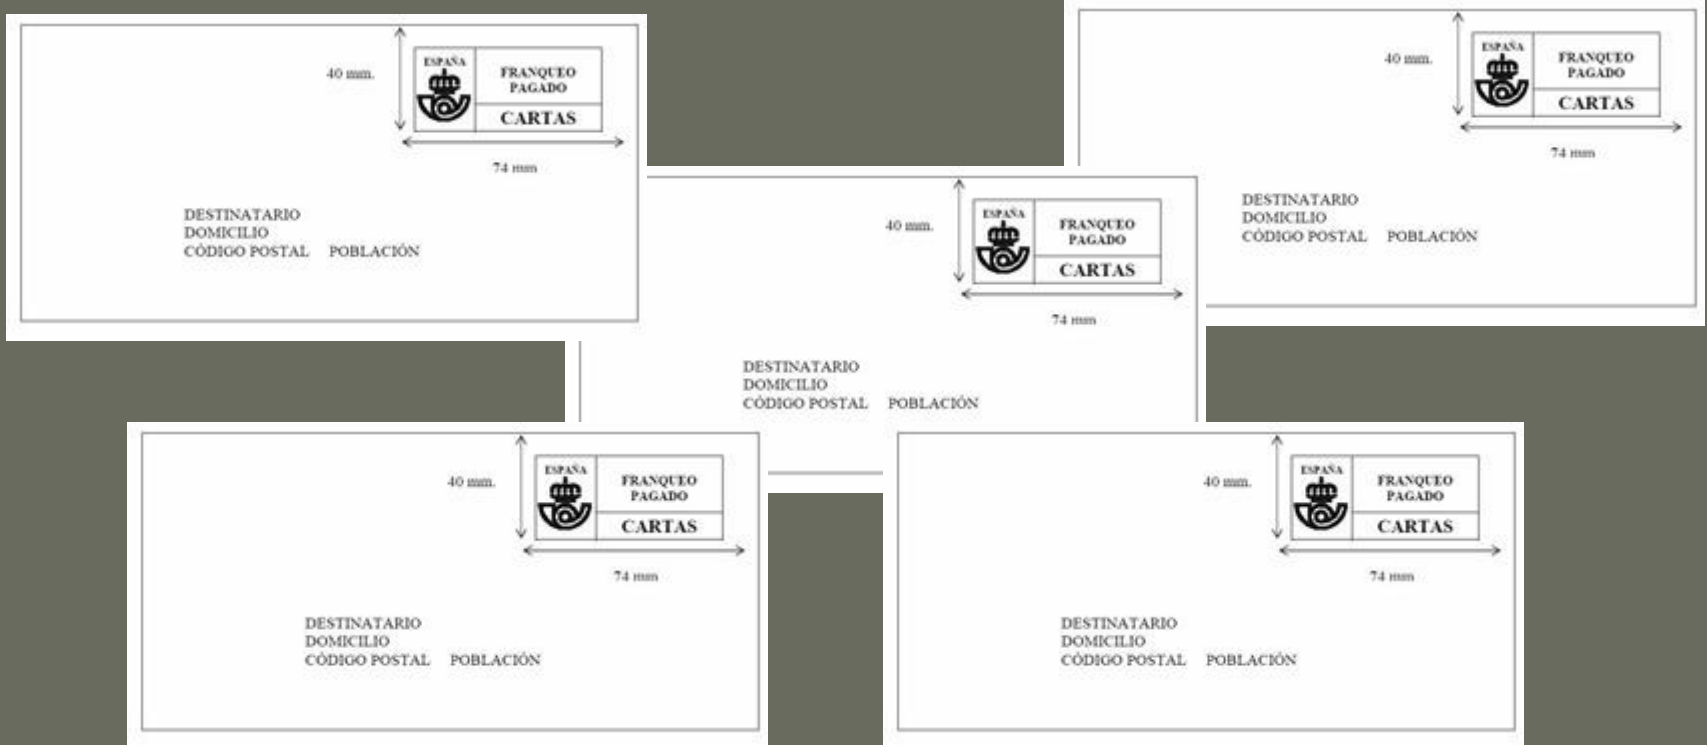 40 mm.
ESPAÑA
FRANQUEO
PAGADO
CARTAS
74 mm
DESTINATARIO
DOMICILIO
CÓDIGO POSTAL POBLACIÓN
40 mm.
ESPAÑA
FRANQUEO
PAGADO
CARTAS
74 mm
DESTINATARIO
DOMICILIO
CÓDIGO POSTAL POBLACIÓN
40 mm.
ESPAÑA
FRANQUEO
PAGADO
CARTAS
74 mm
DESTINATARIO
DOMICILIO
CÓDIGO POSTAL POBLACIÓN
40 mm.
ESPAÑA
FRANQUEO
PAGADO
CARTAS
74 mm
DESTINATARIO
DOMICILIO
CÓDIGO POSTAL POBLACIÓN
40 mm.
ESPAÑA
FRANQUEO
PAGADO
CARTAS
74 mm
DESTINATARIO
DOMICILIO
CÓDIGO POSTAL POBLACIÓN